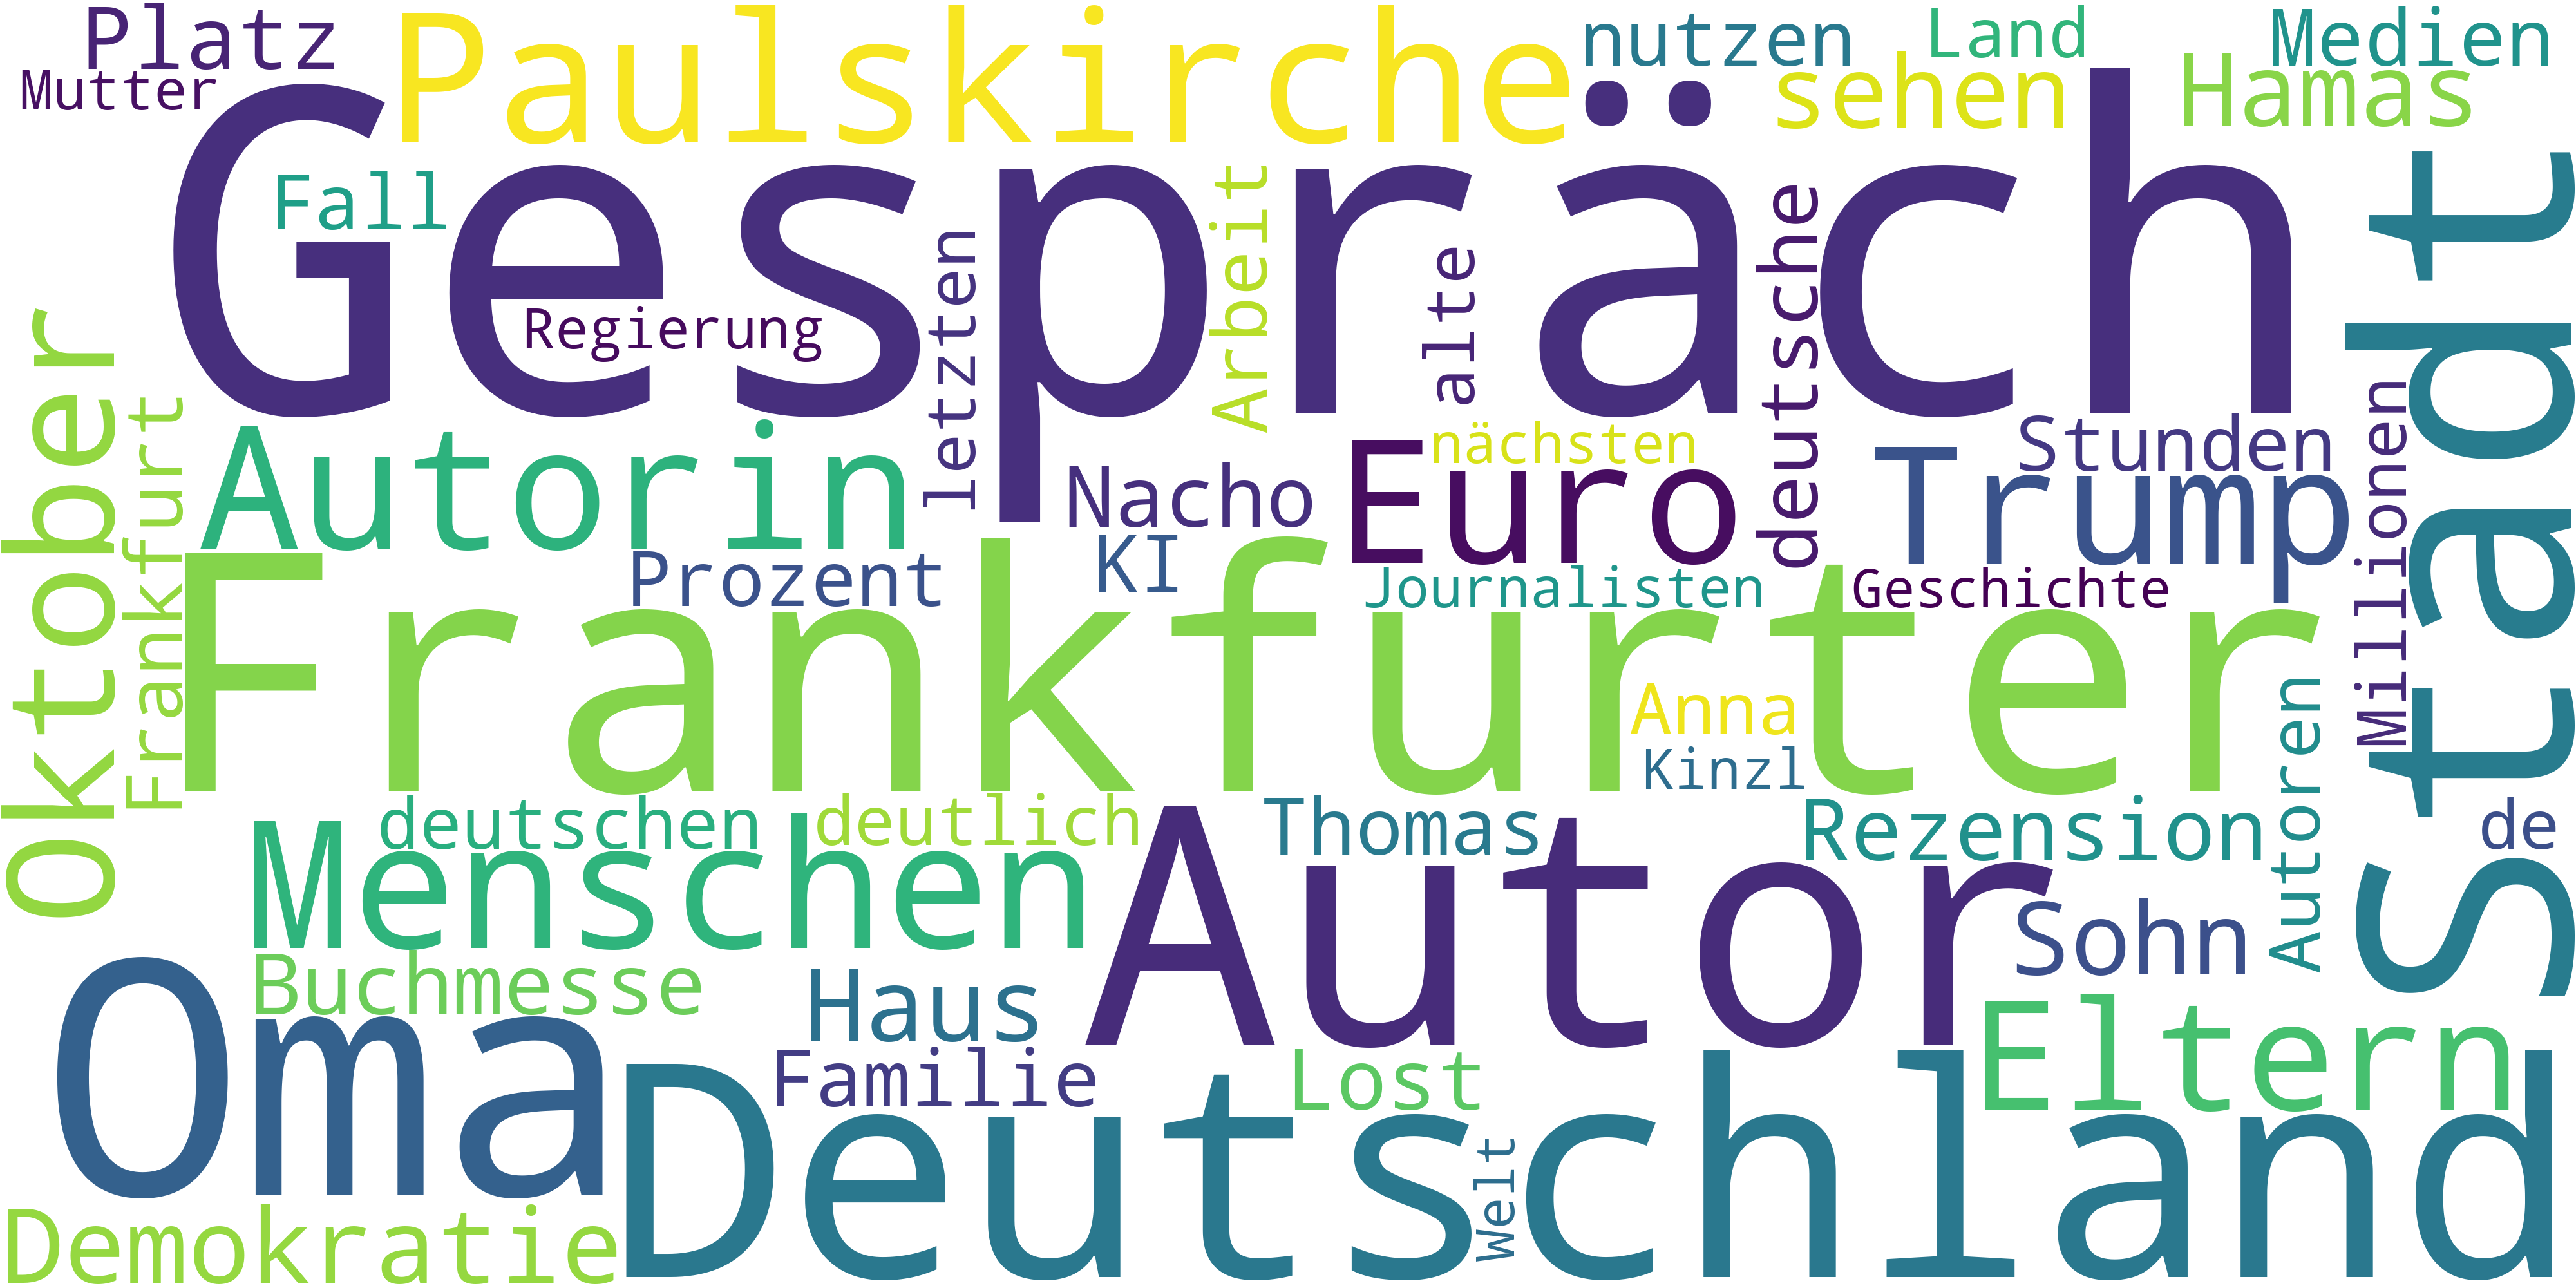 Platz
Paulskirche
nutzen
Land
Medien
Mutter
sehen
Hamas
Gespräch
Fall
Regierung
letzten
Arbeit
alte
deutsche
Stadt
Oktober
Frankfurt
Autorin
Nacho
nächsten
Euro
Stunden
Trump
Millionen
Prozent
KI
Journalisten
Geschichte
Frankfurter
Anna
Kinzl
Autoren
deutschen
deutlich
Thomas
Rezension
de
Menschen
Autor
Sohn
Buchmesse
Haus
Oma
Familie
Lost
Eltern
Deutschland
Welt
Demokratie